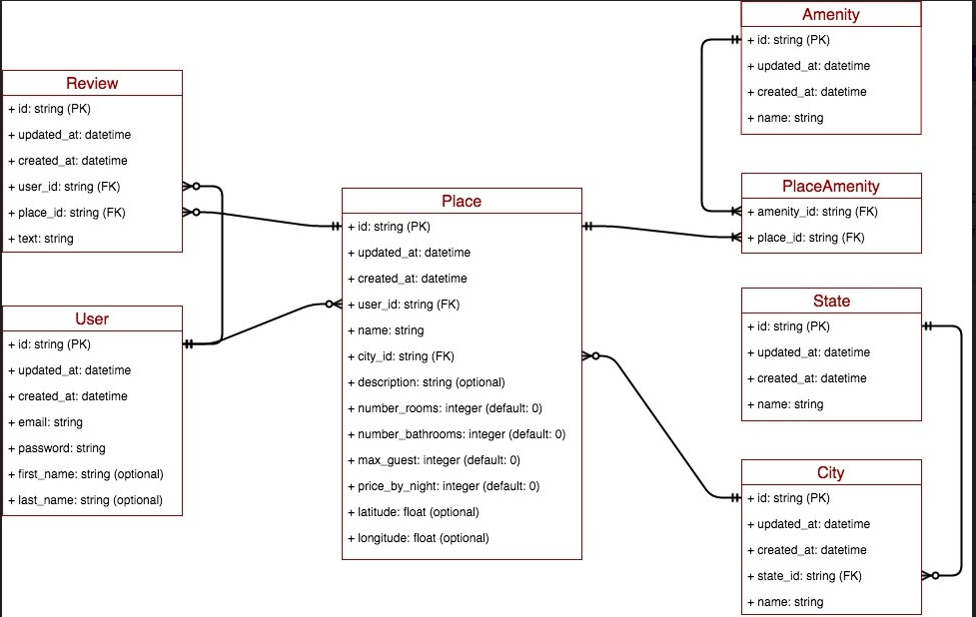 Review
+ id: string (PK)
+ updated_at: datetime
+ created_at: datetime
+ user_id: string (FK)
+ place_id: string (FK)
+ text: string
User
+ id: string (PK)
+ updated_at: datetime
+ created_at: datetime
+ email: string
+ password: string
+ first_name: string (optional)
+ last_name: string (optional)
Place
+ id: string (PK)
+ updated_at: datetime
+ created_at: datetime
+ user_id: string (FK)
+ name: string
+ city_id: string (FK)
+ description: string (optional)
+ number_rooms: integer (default: 0)
+ number_bathrooms: integer (default: 0)
+ max_guest: integer (default: 0)
+ price_by_night: integer (default: 0)
+ latitude: float (optional)
+ longitude: float (optional)
Amenity
+ id: string (PK)
+ updated_at: datetime
+ created_at: datetime
+ name: string
PlaceAmenity
+ amenity_id: string (FK)
+ place_id: string (FK)
State
+ id: string (PK)
+ updated_at: datetime
+ created_at: datetime
+ name: string
City
+ id: string (PK)
+ updated_at: datetime
+ created_at: datetime
+ state_id: string (FK)
+ name: string